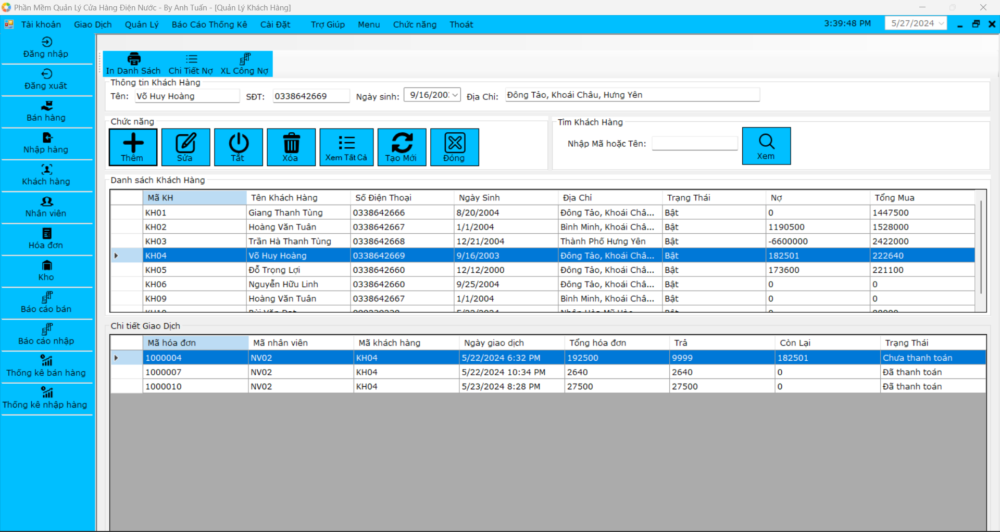 Phần Mềm Quản Lý Cửa Hàng Điện Nước - By Anh Tuấn - [Quản Lý Khách Hàng]
Tài khoản Giao Dịch Quản Lý Báo Cáo Thống Kê Cài Đặt Trợ Giúp Menu Chức năng Thoát 3:39:48 PM 5/27/2024
Đăng nhập
Đăng xuất
Bán hàng
Nhập hàng
Khách hàng
Nhân viên
Hóa đơn
Kho
Báo cáo bán
Báo cáo nhập
Thống kê bán hàng
Thống kê nhập hàng
In Danh Sách Chi Tiết Nợ XL Công Nợ
Thông tin Khách Hàng
Tên: Võ Huy Hoàng SĐT: 0338642669 Ngày sinh: 9/16/200 Địa Chỉ: Đông Tảo, Khoái Châu, Hưng Yên
Chức năng
Thêm Sửa Tắt Xóa Xem Tất Cả Tạo Mới Đóng
Tìm Khách Hàng
Nhập Mã hoặc Tên: Xem
Danh sách Khách Hàng
Mã KH Tên Khách Hàng Số Điện Thoại Ngày Sinh Địa Chỉ Trạng Thái Nợ Tổng Mua
KH01 Giang Thanh Tùng 0338642666 8/20/2004 Đông Tảo, Khoái Châ... Bật 0 1447500
KH02 Hoàng Văn Tuân 0338642667 1/1/2004 Bình Minh, Khoái Châ... Bật 1190500 1528000
KH03 Trần Hà Thanh Tùng 0338642668 12/21/2004 Thành Phố Hưng Yên Bật -6600000 2422000
KH04 Võ Huy Hoàng 0338642669 9/16/2003 Đông Tảo, Khoái Châ... Bật 182501 222640
KH05 Đỗ Trọng Lợi 0338642660 12/12/2000 Đông Tảo, Khoái Châ... Bật 173600 221100
KH06 Nguyễn Hữu Linh 0338642660 9/25/2004 Đông Tảo, Khoái Châ... Bật 0 0
KH09 Hoàng Văn Tuân 0338642667 1/1/2004 Bình Minh, Khoái Châ... Bật 0 0
Chi tiết Giao Dịch
Mã hóa đơn Mã nhân viên Mã khách hàng Ngày giao dịch Tổng hóa đơn Trả Còn Lại Trạng Thái
1000004 NV02 KH04 5/22/2024 6:32 PM 192500 9999 182501 Chưa thanh toán
1000007 NV02 KH04 5/22/2024 10:34 PM 2640 2640 0 Đã thanh toán
1000010 NV02 KH04 5/23/2024 8:28 PM 27500 27500 0 Đã thanh toán